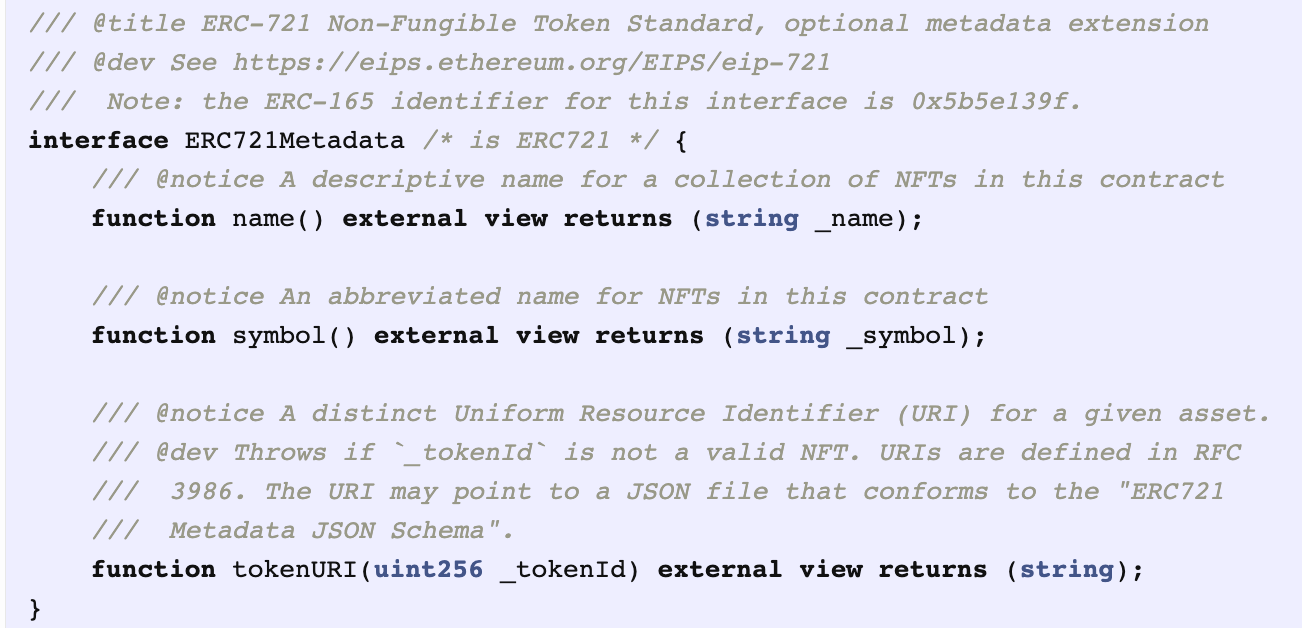 /// @title ERC-721 Non-Fungible Token Standard, optional metadata extension
/// @dev See https://eips.ethereum.org/EIPS/eip-721
///  Note: the ERC-165 identifier for this interface is 0x5b5e139f.
interface ERC721Metadata /* is ERC721 */ {
    /// @notice A descriptive name for a collection of NFTs in this contract
    function name() external view returns (string _name);

    /// @notice An abbreviated name for NFTs in this contract
    function symbol() external view returns (string _symbol);

    /// @notice A distinct Uniform Resource Identifier (URI) for a given asset.
    /// @dev Throws if `_tokenId` is not a valid NFT. URIs are defined in RFC
    ///  3986. The URI may point to a JSON file that conforms to the "ERC721
    ///  Metadata JSON Schema".
    function tokenURI(uint256 _tokenId) external view returns (string);
}